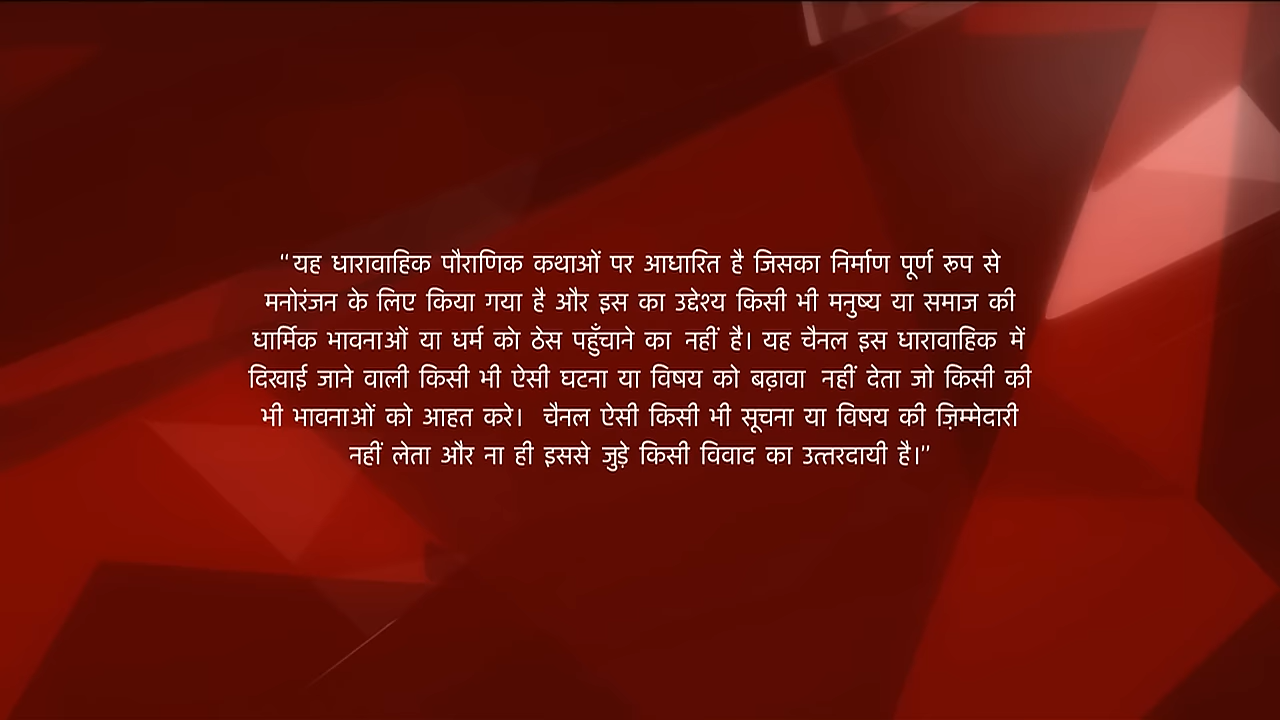 “यह धारावाहिक पौराणिक कथाओं पर आधारित है जिसका निर्माण पूर्ण रूप से
मनोरंजन के लिए किया गया है और इस का उद्देश्य किसी भी मनुष्य या समाज की
धार्मिक भावनाओं या धर्म को ठेस पहुँचाने का नहीं है। यह चैनल इस धारावाहिक में
दिखाई जाने वाली किसी भी ऐसी घटना या विषय को बढ़ावा नहीं देता जो किसी की
भी भावनाओं को आहत करे। चैनल ऐसी किसी भी सूचना या विषय की ज़िम्मेदारी
नहीं लेता और ना ही इससे जुड़े किसी विवाद का उत्तरदायी है।”